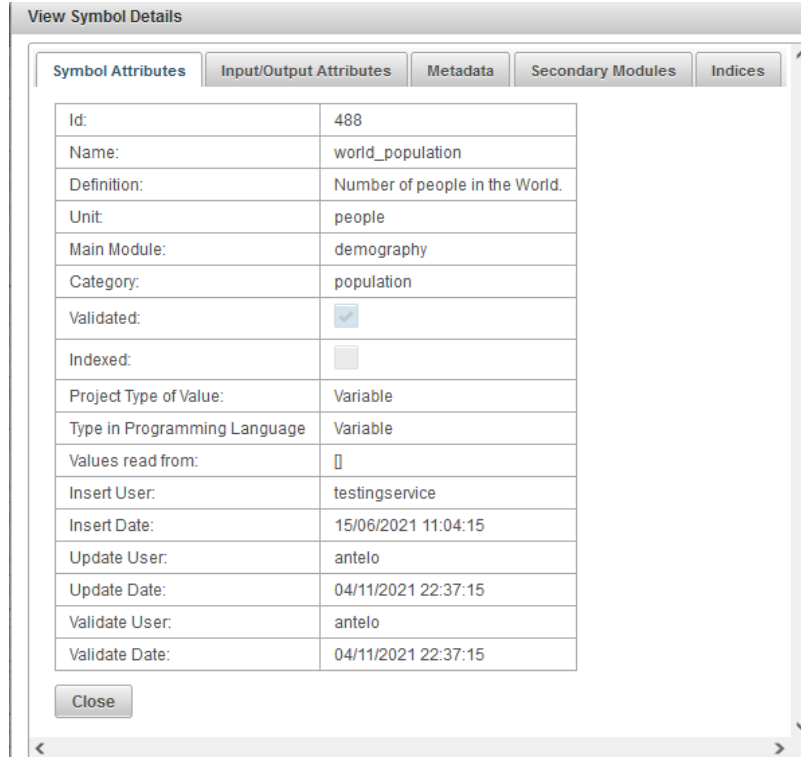 View Symbol Details
Symbol Attributes Input/Output Attributes Metadata Secondary Modules Indices
Id: 488
Name: world_population
Definition: Number of people in the World.
Unit: people
Main Module: demography
Category: population
Validated:
Indexed:
Project Type of Value: Variable
Type in Programming Language Variable
Values read from: []
Insert User: testingservice
Insert Date: 15/06/2021 11:04:15
Update User: antelo
Update Date: 04/11/2021 22:37:15
Validate User: antelo
Validate Date: 04/11/2021 22:37:15
Close